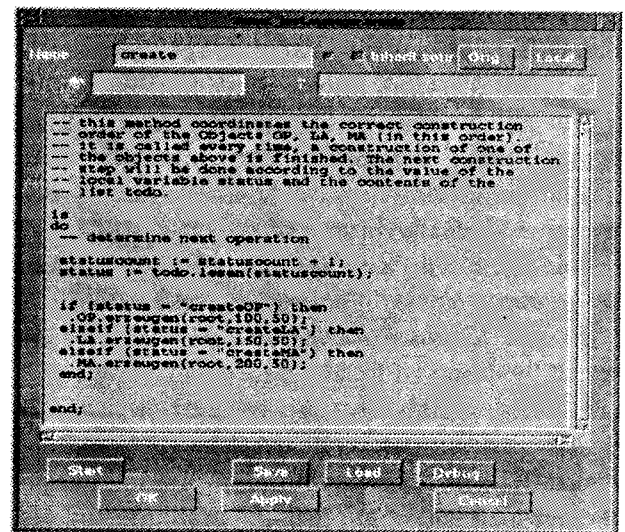 Name create Inherit Orig Local
-- this method coordinates the correct construction
-- order of the Objects OP, LA, MA (in this order).
-- it is called every time, a construction of one of
-- the objects above is finished. The next construction
-- step will be done according to the value of the
-- local variable status and the contents of the
-- list todo.
is
do
-- determine next operation
statuscount := statuscount + 1;
status := todo.lesen(statuscount);
if (status = "createOP") then
OP.erzeugen(root,100,50);
elseif (status = "createLA") then
LA.erzeugen(root,150,50);
elseif (status = "createMA") then
MA.erzeugen(root,200,50);
end;
end;
Start Save Load Debug
OK Apply Cancel